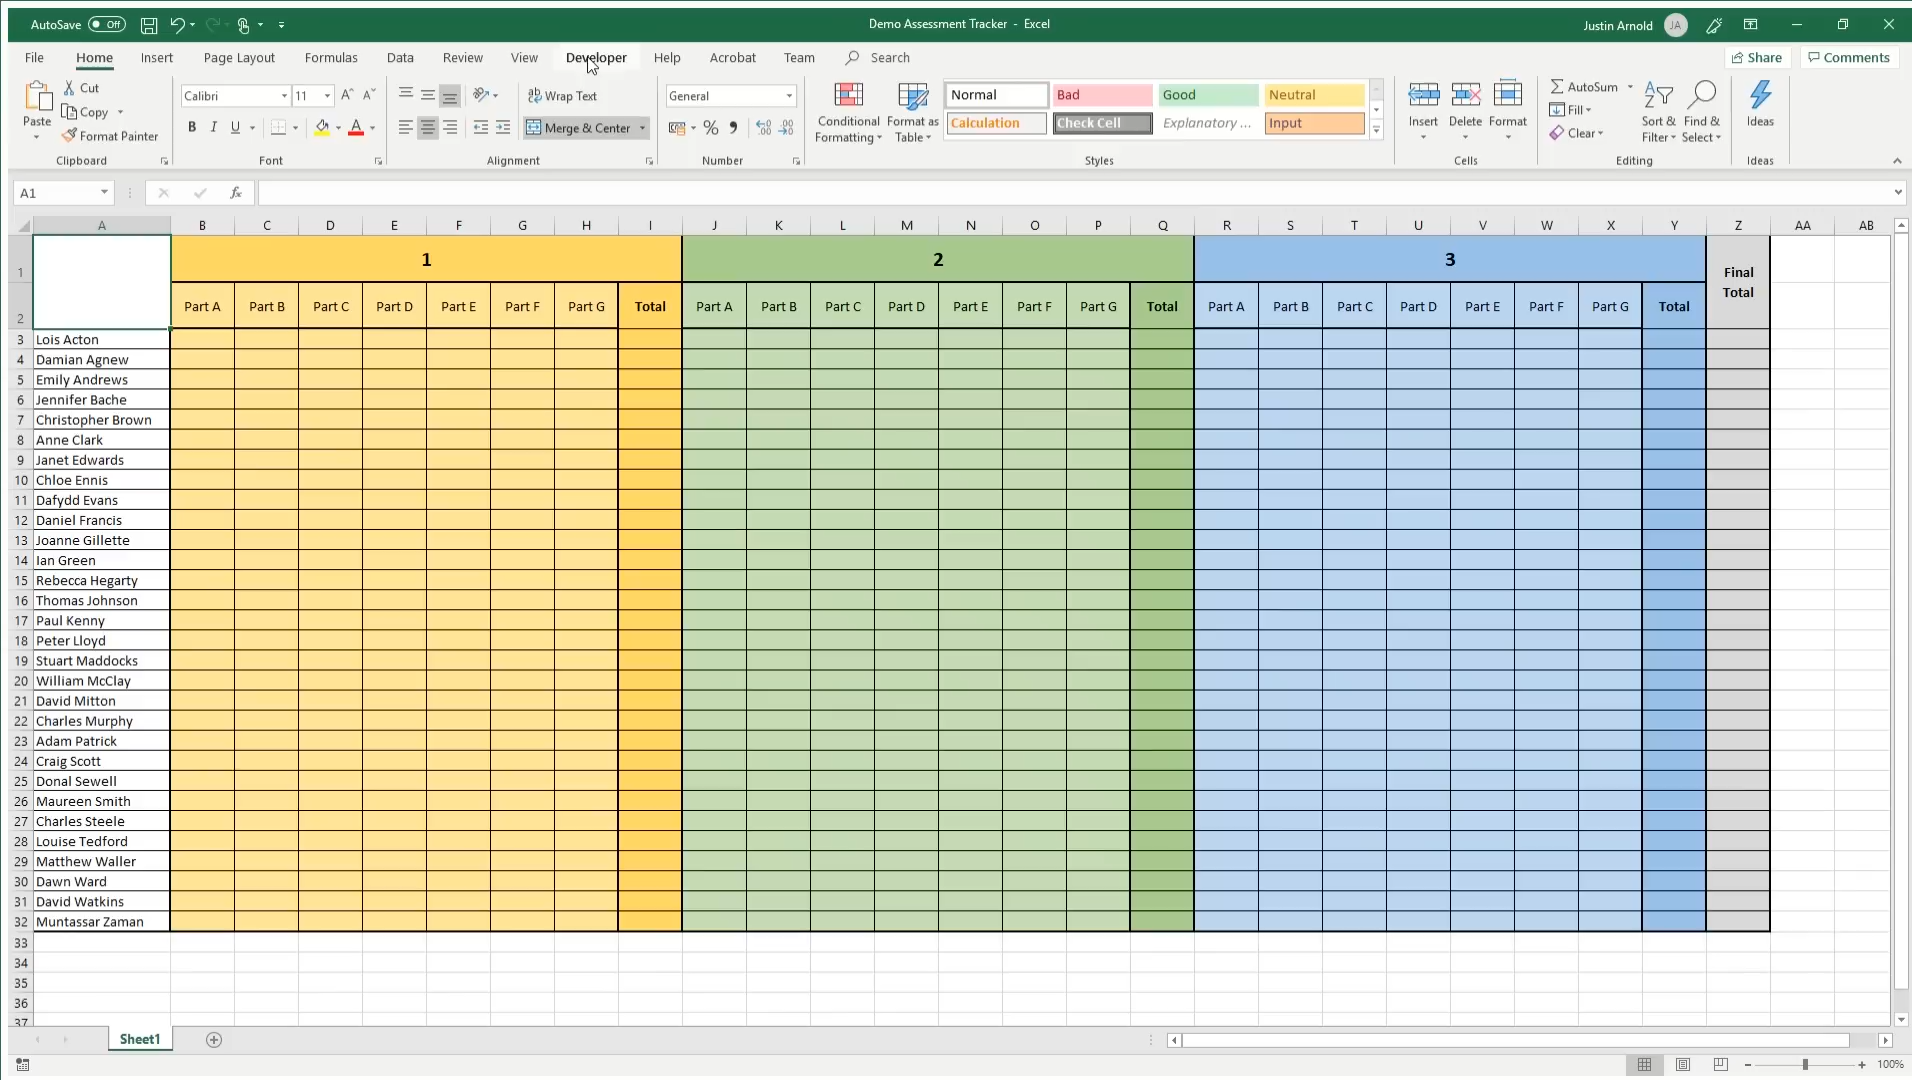 AutoSave Off Demo Assessment Tracker - Excel Justin Arnold JA
File Home Insert Page Layout Formulas Data Review View Developer Help Acrobat Team Search Share Comments
Paste
Cut
Copy
Format Painter
Clipboard
Calibri 11 A A
B I U A
Font
Wrap Text
Merge & Center
Alignment
General
% 9
Number
Conditional
Formatting
Format as
Table
Normal Bad Good Neutral
Calculation Check Cell Explanatory ... Input
Styles
Insert Delete Format
Cells
AutoSum
Fill
Clear
Sort &
Filter
Find &
Select
Editing
Ideas
Ideas
A1 fx
A B C D E F G H I J K L M N O P Q R S T U V W X Y Z AA AB
1 1 2 3 Final
Total
2 Part A Part B Part C Part D Part E Part F Part G Total Part A Part B Part C Part D Part E Part F Part G Total Part A Part B Part C Part D Part E Part F Part G Total
3 Lois Acton
4 Damian Agnew
5 Emily Andrews
6 Jennifer Bache
7 Christopher Brown
8 Anne Clark
9 Janet Edwards
10 Chloe Ennis
11 Dafydd Evans
12 Daniel Francis
13 Joanne Gillette
14 Ian Green
15 Rebecca Hegarty
16 Thomas Johnson
17 Paul Kenny
18 Peter Lloyd
19 Stuart Maddocks
20 William McClay
21 David Mitton
22 Charles Murphy
23 Adam Patrick
24 Craig Scott
25 Donal Sewell
26 Maureen Smith
27 Charles Steele
28 Louise Tedford
29 Matthew Waller
30 Dawn Ward
31 David Watkins
32 Muntassar Zaman
33
34
35
36
37
Sheet1
100%